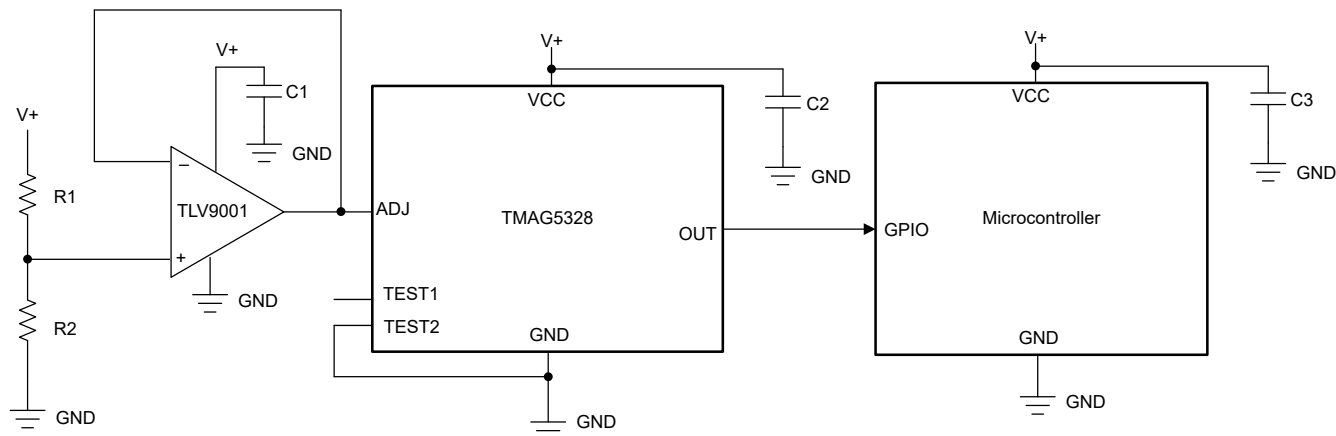 V+
V+
C1
GND
V+
R1
R2
GND
−
TLV9001
+
GND
V+
VCC
C2
GND
ADJ
TMAG5328
OUT
TEST1
TEST2
GND
GND
V+
VCC
C3
GND
GPIO
Microcontroller
GND
GND